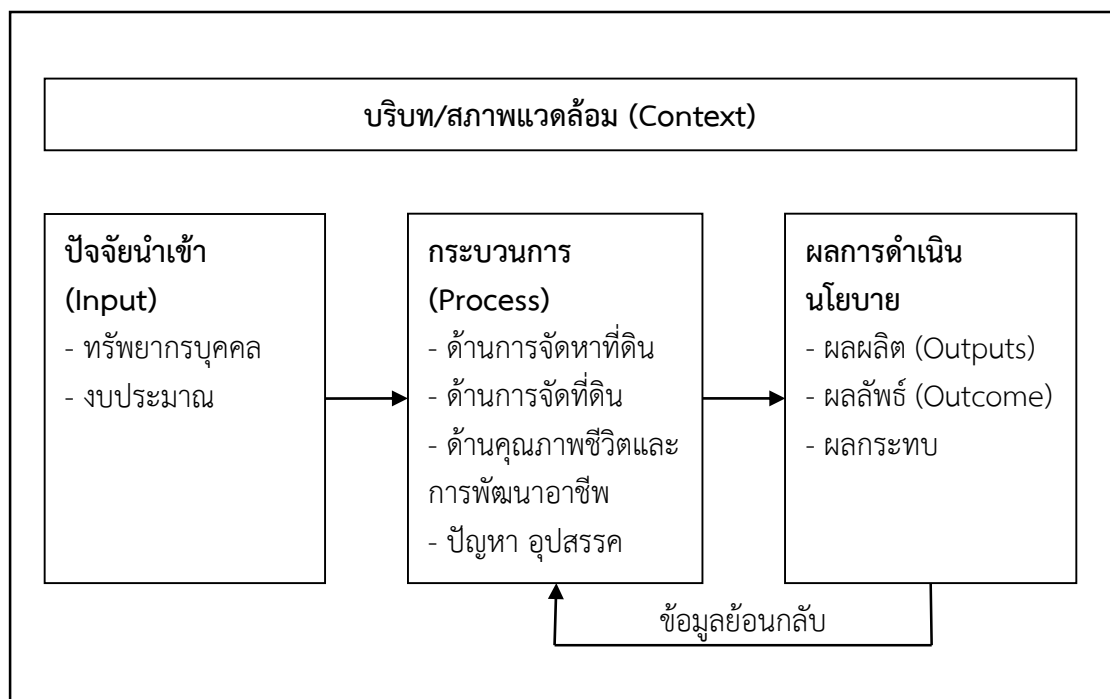 บริบท/สภาพแวดล้อม (Context)
ปัจจัยนำเข้า
(Input)
- ทรัพยากรบุคคล
- งบประมาณ
กระบวนการ
(Process)
- ด้านการจัดหาที่ดิน
- ด้านการจัดที่ดิน
- ด้านคุณภาพชีวิตและ
การพัฒนาอาชีพ
- ปัญหา อุปสรรค
ผลการดำเนิน
นโยบาย
- ผลผลิต (Outputs)
- ผลลัพธ์ (Outcome)
- ผลกระทบ
ข้อมูลย้อนกลับ